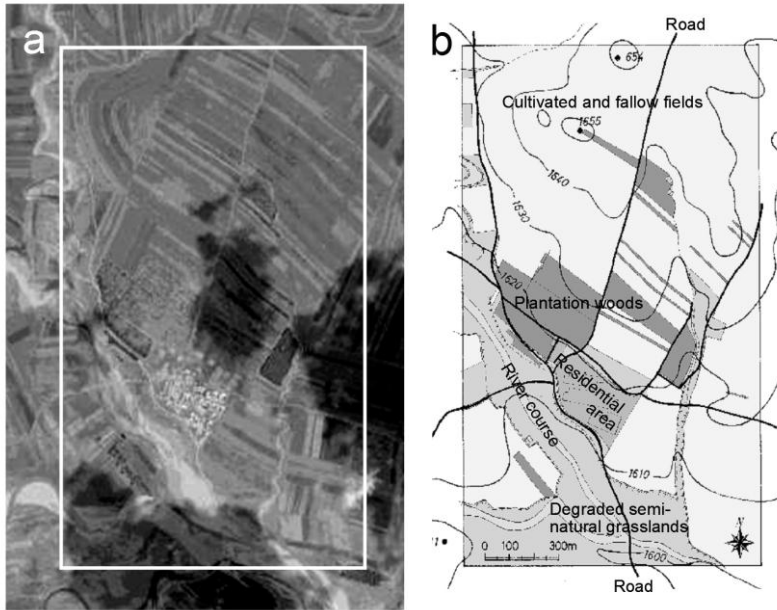 a
b
Road
654
Cultivated and fallow fields
1655
1640
1630
1620
Plantation woods
Residential
area
River course
1610
Degraded semi-
natural grasslands
N
0 100 300m
1600
Road